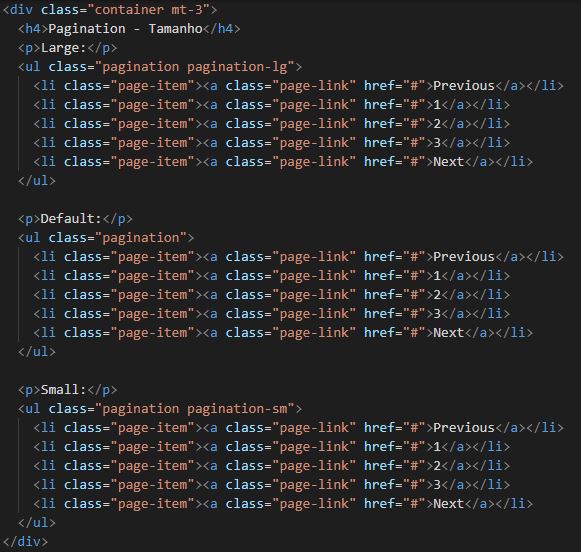 <div class="container mt-3">
  <h4>Pagination - Tamanho</h4>
  <p>Large:</p>
  <ul class="pagination pagination-lg">
    <li class="page-item"><a class="page-link" href="#">Previous</a></li>
    <li class="page-item"><a class="page-link" href="#">1</a></li>
    <li class="page-item"><a class="page-link" href="#">2</a></li>
    <li class="page-item"><a class="page-link" href="#">3</a></li>
    <li class="page-item"><a class="page-link" href="#">Next</a></li>
  </ul>

  <p>Default:</p>
  <ul class="pagination">
    <li class="page-item"><a class="page-link" href="#">Previous</a></li>
    <li class="page-item"><a class="page-link" href="#">1</a></li>
    <li class="page-item"><a class="page-link" href="#">2</a></li>
    <li class="page-item"><a class="page-link" href="#">3</a></li>
    <li class="page-item"><a class="page-link" href="#">Next</a></li>
  </ul>

  <p>Small:</p>
  <ul class="pagination pagination-sm">
    <li class="page-item"><a class="page-link" href="#">Previous</a></li>
    <li class="page-item"><a class="page-link" href="#">1</a></li>
    <li class="page-item"><a class="page-link" href="#">2</a></li>
    <li class="page-item"><a class="page-link" href="#">3</a></li>
    <li class="page-item"><a class="page-link" href="#">Next</a></li>
  </ul>
</div>